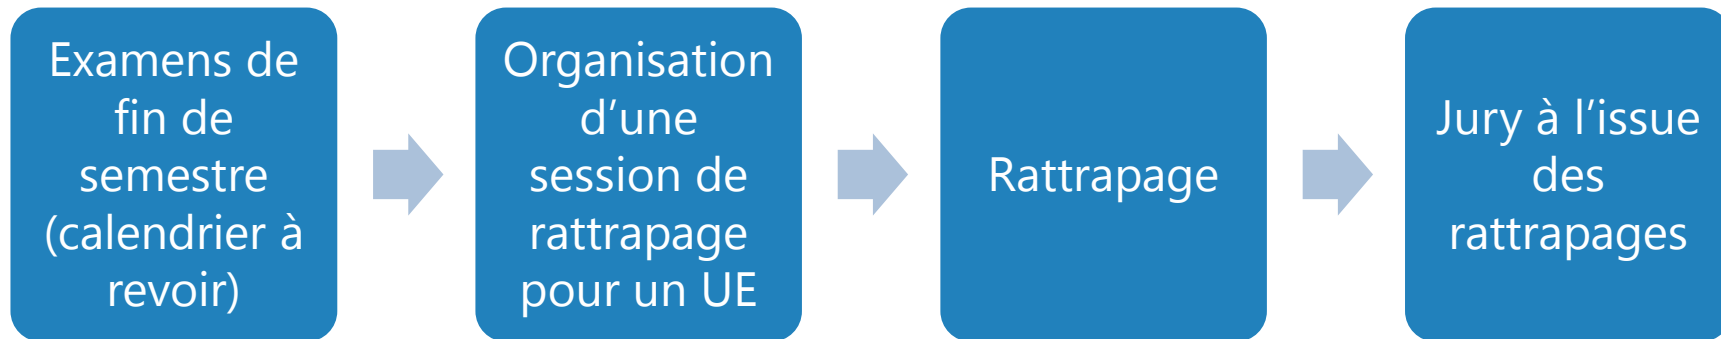 Examens de
fin de
semestre
(calendrier à
revoir)
Organisation
d’une
session de
rattrapage
pour un UE
Rattrapage
Jury à l’issue
des
rattrapages